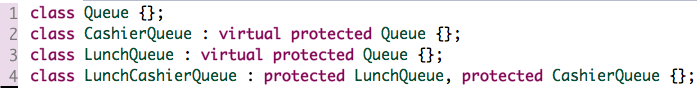 1 class Queue {};
2 class CashierQueue : virtual protected Queue {};
3 class LunchQueue : virtual protected Queue {};
4 class LunchCashierQueue : protected LunchQueue, protected CashierQueue {};